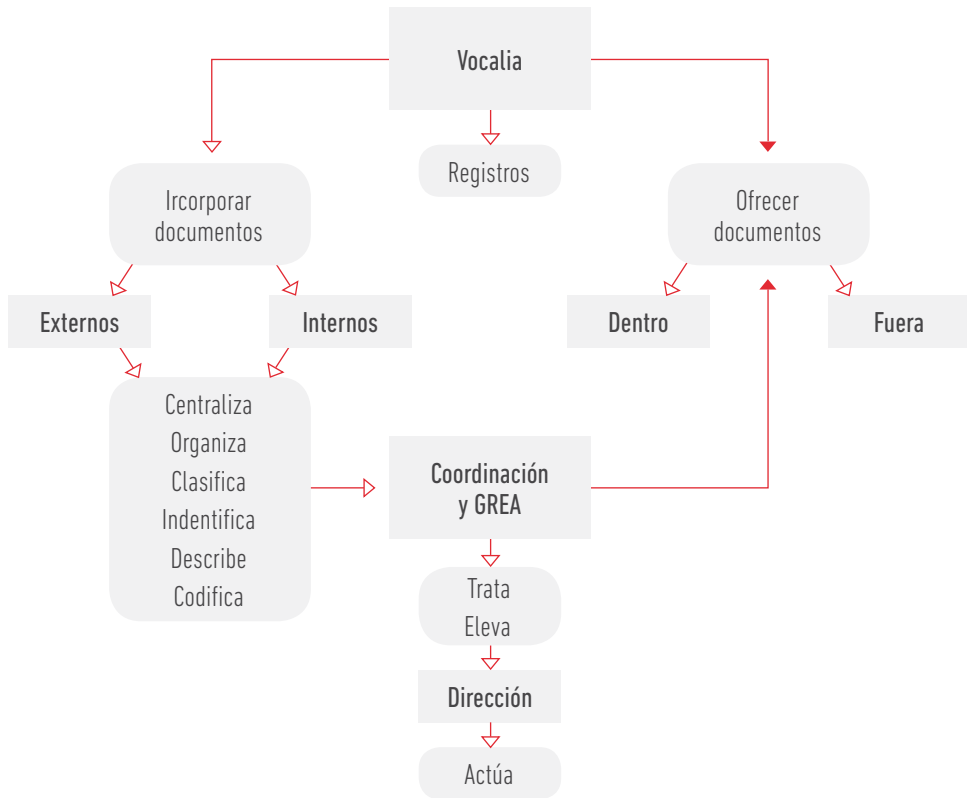 Vocalia
Registros
Ircorporar
documentos
Ofrecer
documentos
Externos
Internos
Dentro
Fuera
Centraliza
Organiza
Clasifica
Indentifica
Describe
Codifica
Coordinación
y GREA
Trata
Eleva
Dirección
Actúa